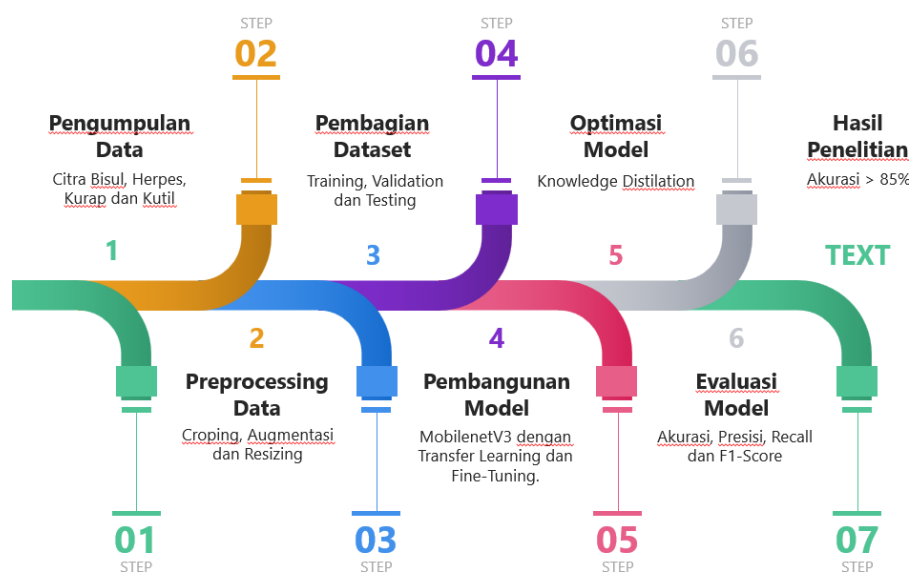 STEP
02
STEP
04
STEP
06
Pengumpulan
Data
Citra Bisul, Herpes,
Kurap dan Kutil
Pembagian
Dataset
Training, Validation
dan Testing
Optimasi
Model
Knowledge Distilation
Hasil
Penelitian
Akurasi > 85%
1
3
5
TEXT
2
4
6
Preprocessing
Data
Croping, Augmentasi
dan Resizing
Pembangunan
Model
MobilenetV3 dengan
Transfer Learning dan
Fine-Tuning.
Evaluasi
Model
Akurasi, Presisi, Recall
dan F1-Score
01
STEP
03
STEP
05
STEP
07
STEP